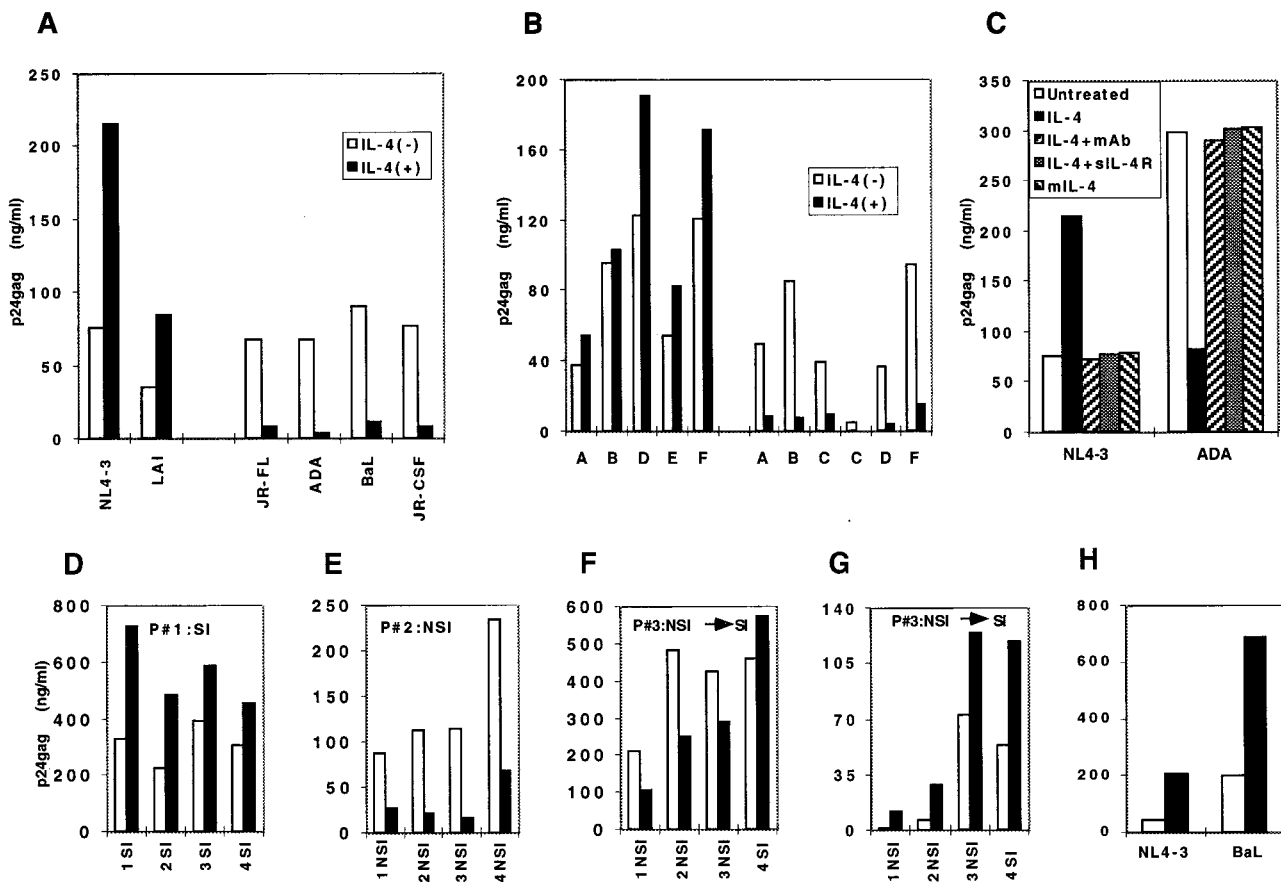 A
p24gag (ng/ml)
250
200
150
100
50
0
IL-4(-)
IL-4(+)
NL4-3
LAI
JR-FL
ADA
BaL
JR-CSF
B
p24gag (ng/ml)
200
160
120
80
40
0
IL-4(-)
IL-4(+)
A B D E F A B C C D F
C
p24gag (ng/ml)
350
300
250
200
150
100
50
0
Untreated
IL-4
IL-4+mAb
IL-4+sIL-4R
mIL-4
NL4-3 ADA
D
p24gag (ng/ml)
800
600
400
200
0
P#1:SI
1 SI
2 SI
3 SI
4 SI
E
250
200
150
100
50
0
P#2:NSI
1 NSI
2 NSI
3 NSI
4 NSI
F
600
500
400
300
200
100
0
P#3:NSI → SI
1 NSI
2 NSI
3 NSI
4 SI
G
140
105
70
35
0
P#3:NSI → SI
1 NSI
2 NSI
3 NSI
4 SI
H
800
600
400
200
0
NL4-3 BaL